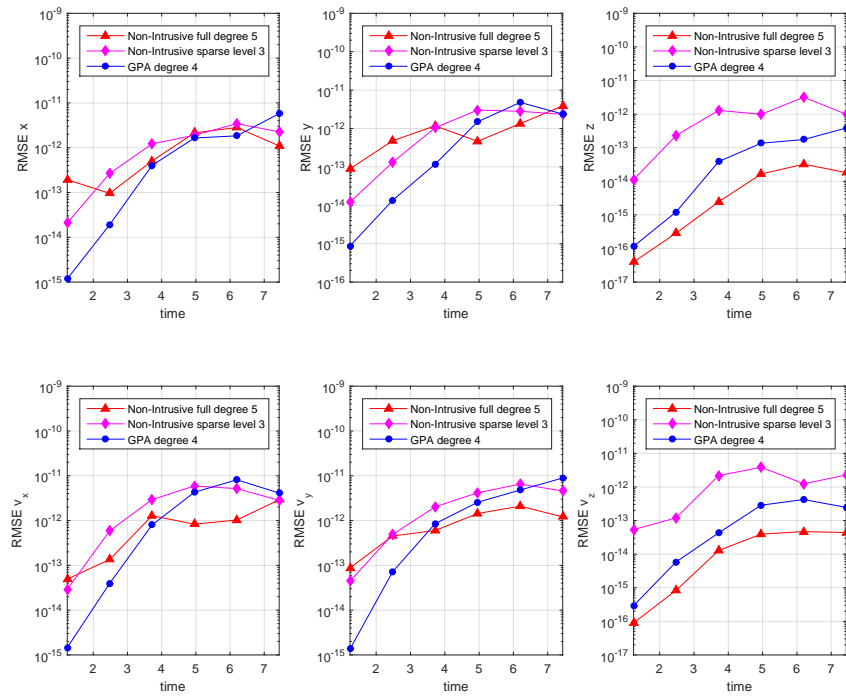 10^-9
10^-10
10^-11
10^-12
10^-13
10^-14
10^-15
RMSE x
Non-Intrusive full degree 5
Non-Intrusive sparse level 3
GPA degree 4
2 3 4 5 6 7
time
10^-9
10^-10
10^-11
10^-12
10^-13
10^-14
10^-15
10^-16
RMSE y
Non-Intrusive full degree 5
Non-Intrusive sparse level 3
GPA degree 4
2 3 4 5 6 7
time
10^-9
10^-10
10^-11
10^-12
10^-13
10^-14
10^-15
10^-16
10^-17
RMSE z
Non-Intrusive full degree 5
Non-Intrusive sparse level 3
GPA degree 4
2 3 4 5 6 7
time
10^-9
10^-10
10^-11
10^-12
10^-13
10^-14
10^-15
RMSE v_x
Non-Intrusive full degree 5
Non-Intrusive sparse level 3
GPA degree 4
2 3 4 5 6 7
time
10^-9
10^-10
10^-11
10^-12
10^-13
10^-14
10^-15
RMSE v_y
Non-Intrusive full degree 5
Non-Intrusive sparse level 3
GPA degree 4
2 3 4 5 6 7
time
10^-9
10^-10
10^-11
10^-12
10^-13
10^-14
10^-15
10^-16
10^-17
RMSE v_z
Non-Intrusive full degree 5
Non-Intrusive sparse level 3
GPA degree 4
2 3 4 5 6 7
time